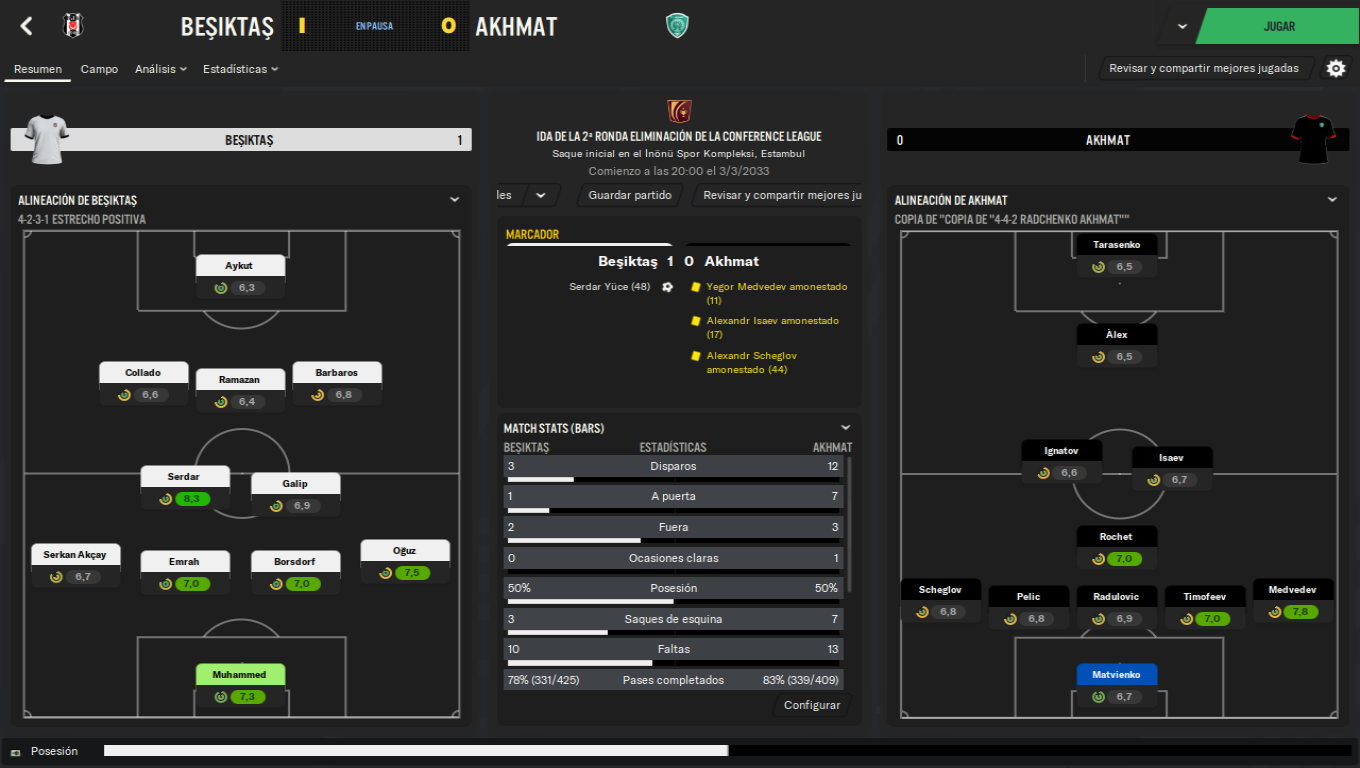 BEŞIKTAŞ 1 EN PAUSA 0 AKHMAT
JUGAR
Resumen Campo Análisis Estadísticas
Revisar y compartir mejores jugadas
BEŞIKTAŞ 1
ALINEACIÓN DE BEŞIKTAŞ
4-2-3-1 ESTRECHO POSITIVA
Aykut
6,3
Collado
6,6
Ramazan
6,4
Barbaros
6,8
Serdar
8,3
Galip
6,9
Serkan Akçay
6,7
Emrah
7,0
Borsdorf
7,0
Oğuz
7,5
Muhammed
7,3
IDA DE LA 2ª RONDA ELIMINACIÓN DE LA CONFERENCE LEAGUE
Saque inicial en el İnönü Spor Kompleksi, Estambul
Comienzo a las 20:00 el 3/3/2033
les
Guardar partido
Revisar y compartir mejores ju
MARCADOR
Beşiktaş 1 0 Akhmat
Serdar Yüce (48)
Yegor Medvedev amonestado
(11)
Alexandr Isaev amonestado
(17)
Alexandr Scheglov
amonestado (44)
MATCH STATS (BARS)
BEŞIKTAŞ ESTADÍSTICAS AKHMAT
3 Disparos 12
1 A puerta 7
2 Fuera 3
0 Ocasiones claras 1
50% Posesión 50%
3 Saques de esquina 7
10 Faltas 13
78% (331/425) Pases completados 83% (339/409)
Configurar
0 AKHMAT
ALINEACIÓN DE AKHMAT
COPIA DE "COPIA DE "4-4-2 RADCHENKO AKHMAT""
Tarasenko
6,5
Àlex
6,5
Ignatov
6,6
Isaev
6,7
Rochet
7,0
Scheglov
6,8
Pelic
6,8
Radulovic
6,9
Timofeev
7,0
Medvedev
7,8
Matvienko
6,7
Posesión